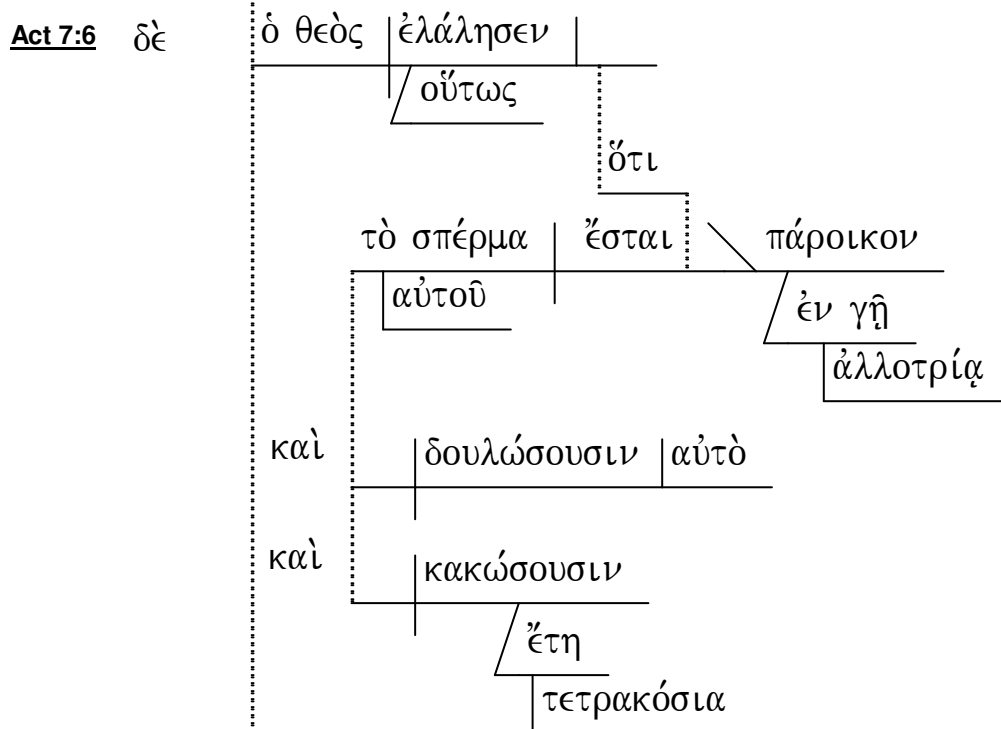 Act 7:6 δὲ ὁ θεὸς ἐλάλησεν
οὕτως
ὅτι
τὸ σπέρμα ἔσται πάροικον
αὐτοῦ ἐν γῇ
ἀλλοτρίᾳ
καὶ δουλώσουσιν αὐτὸ
καὶ κακώσουσιν
ἔτη
τετρακόσια